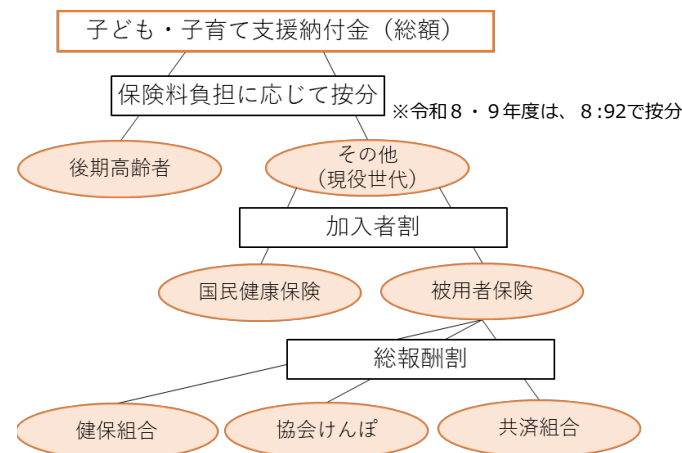 子ども・子育て支援納付金（総額）
保険料負担に応じて按分
※令和８・９年度は、８:92で按分
後期高齢者
その他
（現役世代）
加入者割
国民健康保険
被用者保険
総報酬割
健保組合
協会けんぽ
共済組合